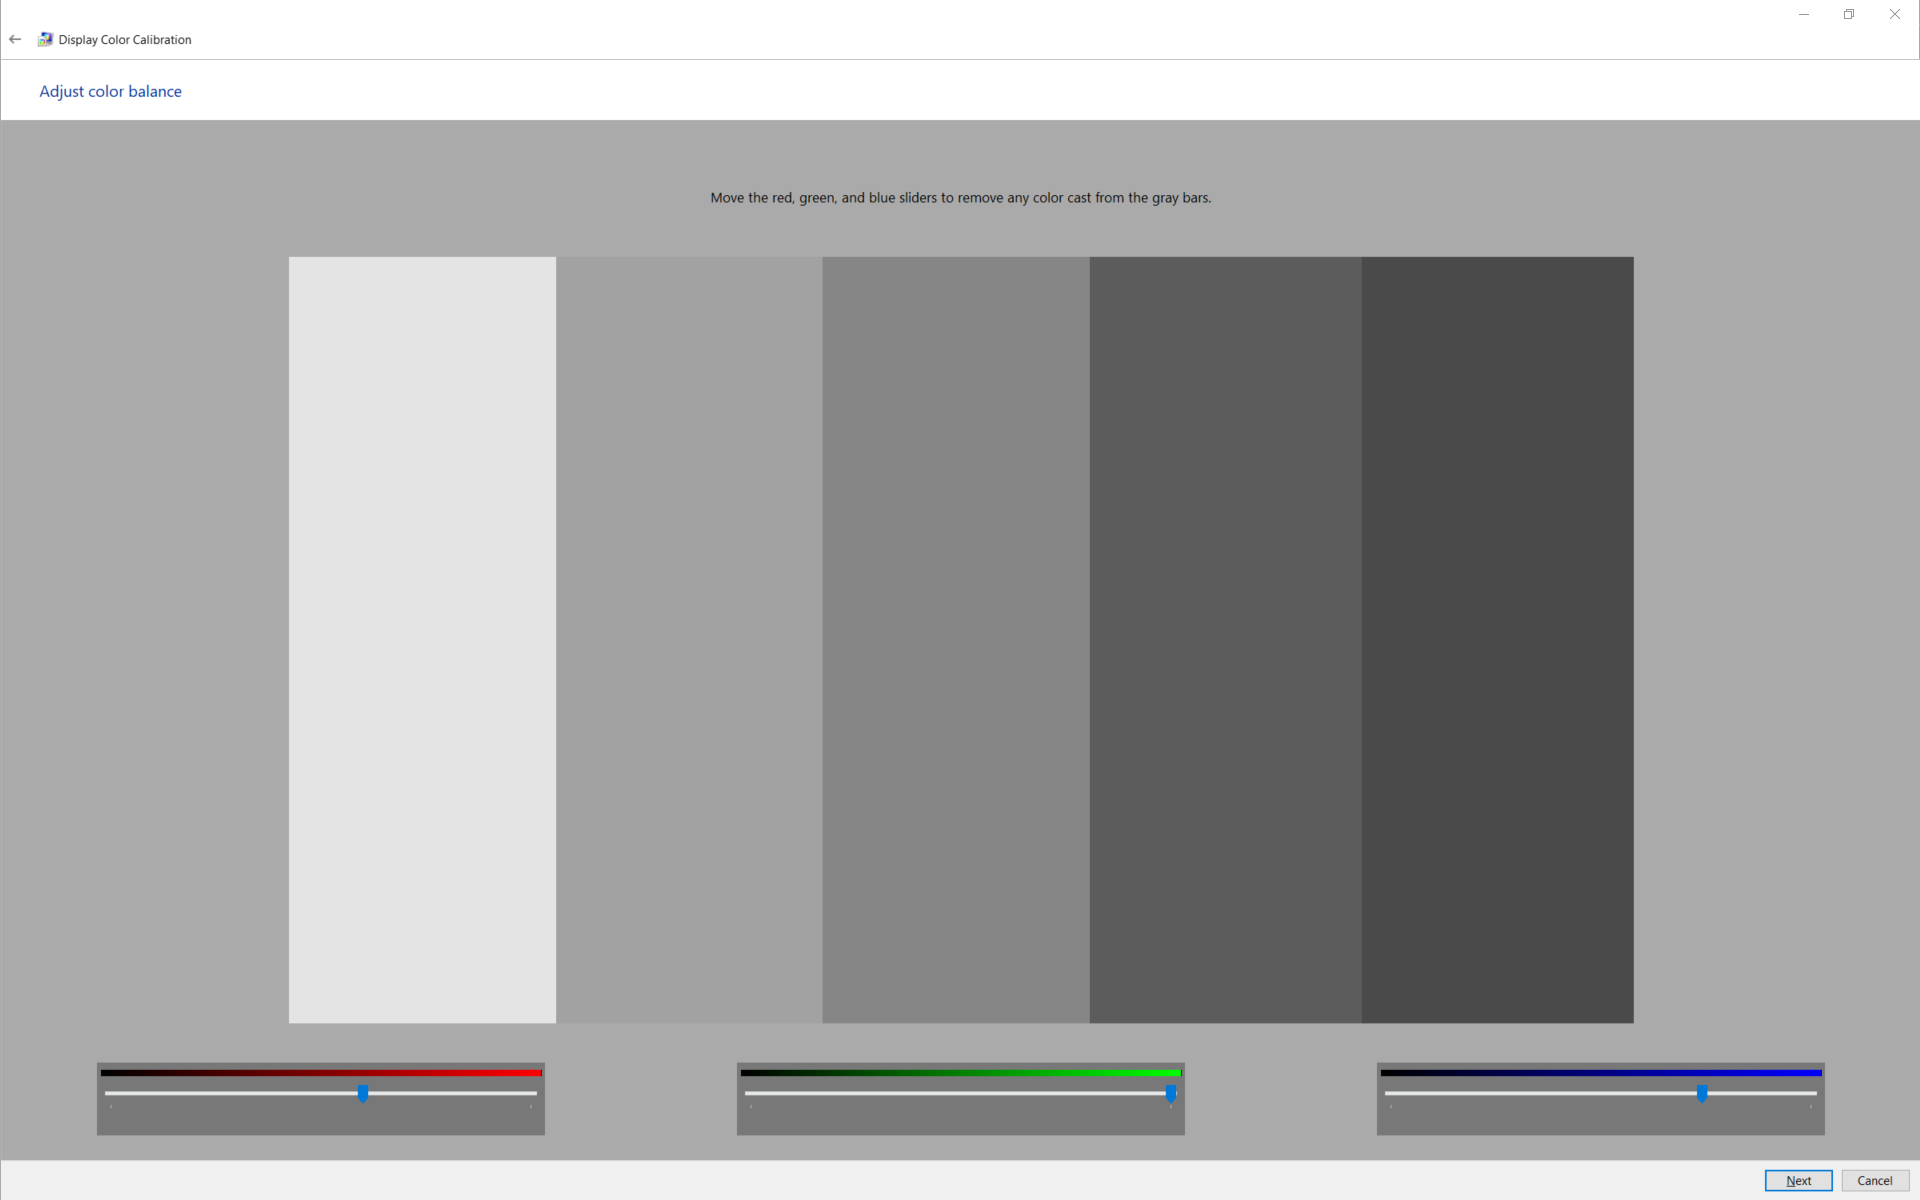 Display Color Calibration
Adjust color balance
Move the red, green, and blue sliders to remove any color cast from the gray bars.
Next
Cancel